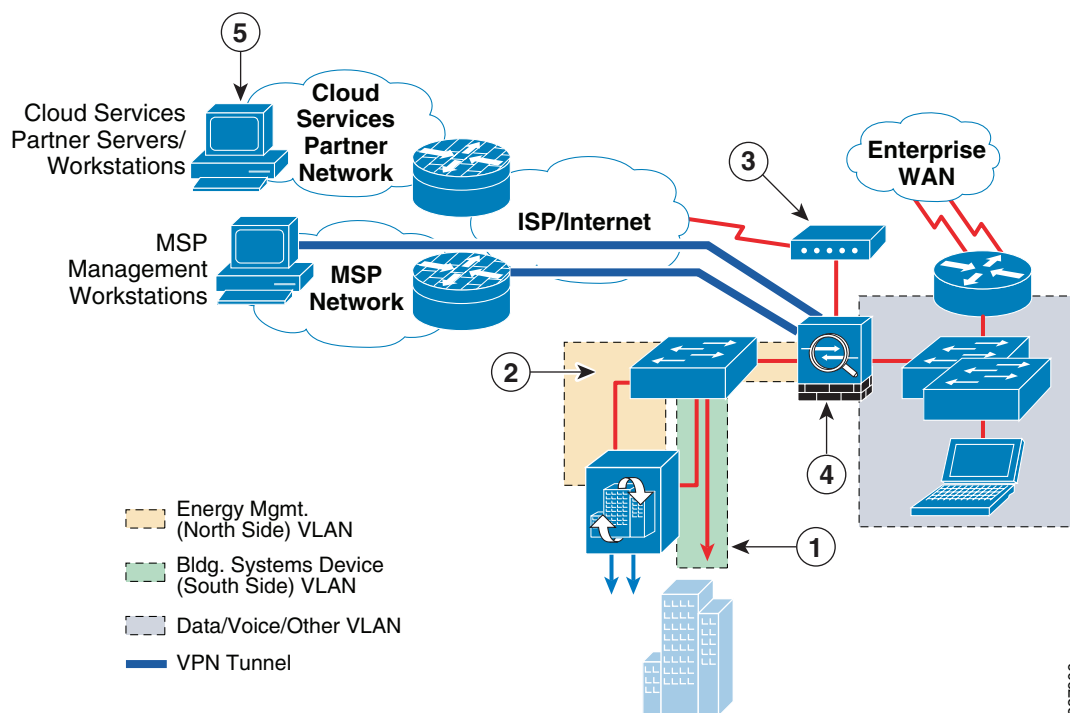 5
Cloud Services
Partner Servers/
Workstations
Cloud
Services
Partner
Network
3
Enterprise
WAN
ISP/Internet
MSP
Management
Workstations
MSP
Network
2
4
1
Energy Mgmt.
(North Side) VLAN
Bldg. Systems Device
(South Side) VLAN
Data/Voice/Other VLAN
VPN Tunnel